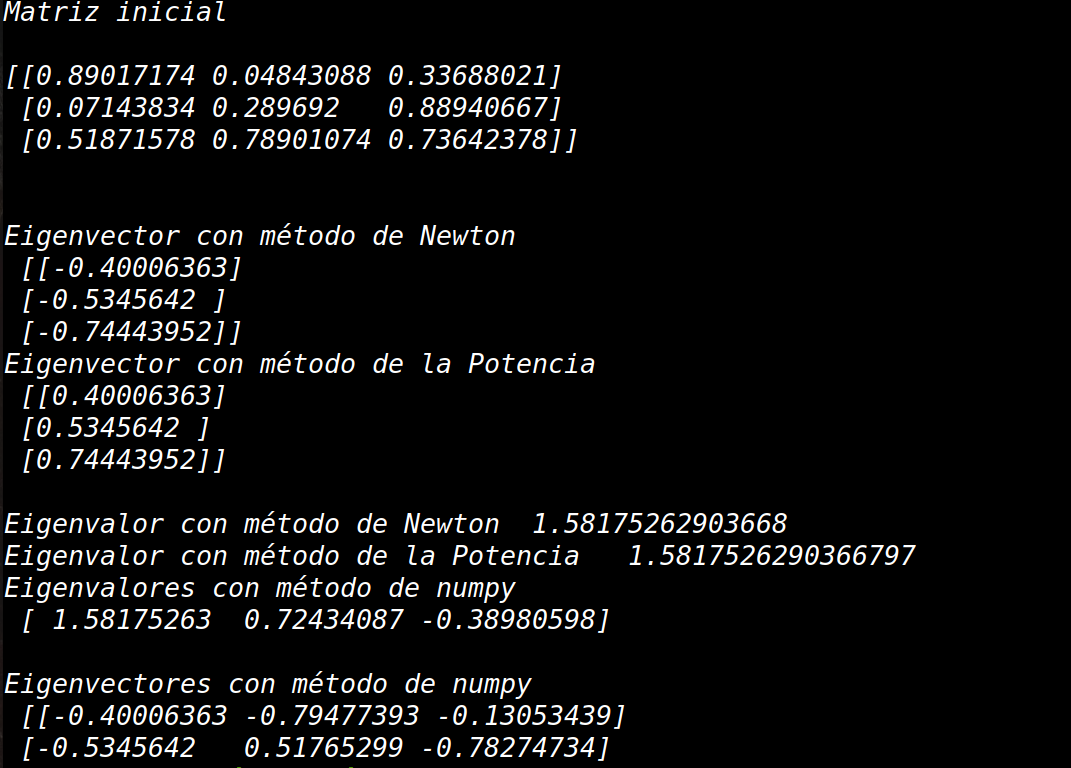 Matriz inicial
[[0.89017174 0.04843088 0.33688021]
[0.07143834 0.289692   0.88940667]
[0.51871578 0.78901074 0.73642378]]
Eigenvector con método de Newton
[[-0.40006363]
[-0.5345642 ]
[-0.74443952]]
Eigenvector con método de la Potencia
[[0.40006363]
[0.5345642 ]
[0.74443952]]
Eigenvalor con método de Newton  1.58175262903668
Eigenvalor con método de la Potencia   1.5817526290366797
Eigenvalores con método de numpy
[ 1.58175263  0.72434087 -0.38980598]
Eigenvectores con método de numpy
[[-0.40006363 -0.79477393 -0.13053439]
[-0.5345642   0.51765299 -0.78274734]